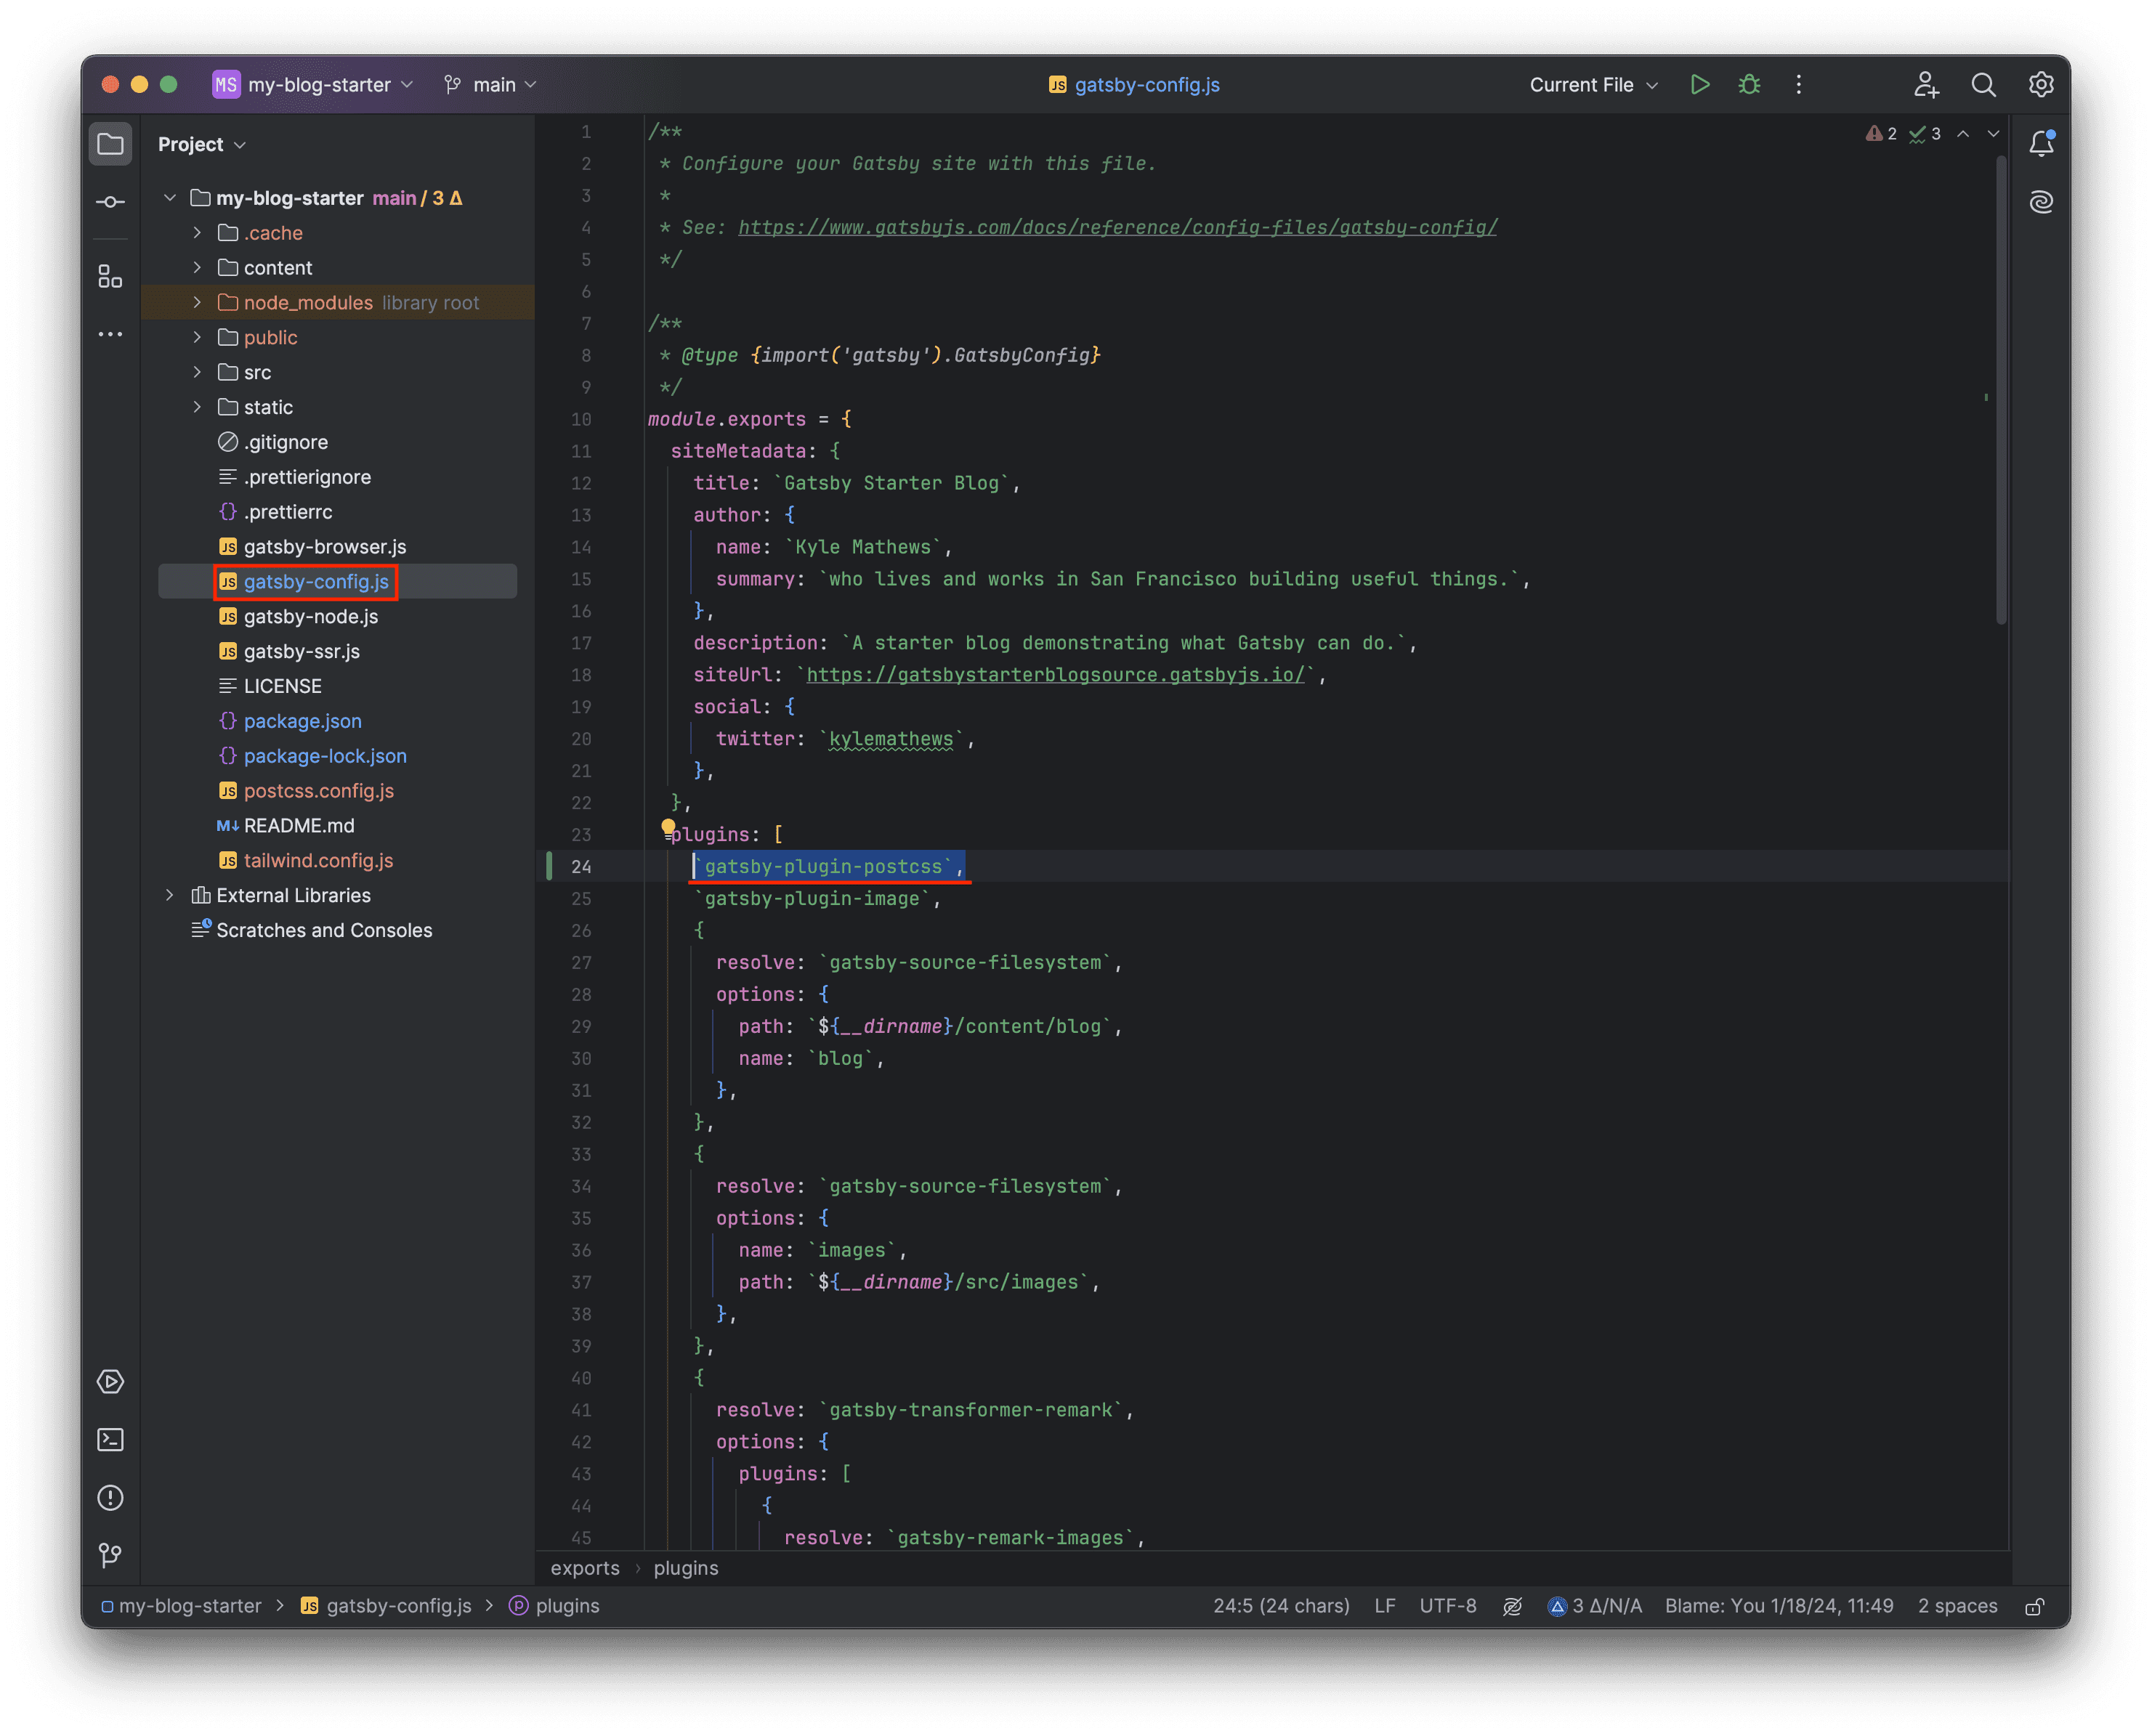 MS my-blog-starter main gatsby-config.js Current File
Project
my-blog-starter main / 3 Δ
.cache
content
node_modules library root
public
src
static
.gitignore
.prettierignore
.prettierrc
JS gatsby-browser.js
JS gatsby-config.js
JS gatsby-node.js
JS gatsby-ssr.js
LICENSE
{} package.json
{} package-lock.json
JS postcss.config.js
M↓ README.md
JS tailwind.config.js
External Libraries
Scratches and Consoles
2 3
1 /**
2  * Configure your Gatsby site with this file.
3  *
4  * See: https://www.gatsbyjs.com/docs/reference/config-files/gatsby-config/
5  */
6
7 /**
8  * @type {import('gatsby').GatsbyConfig}
9  */
10 module.exports = {
11   siteMetadata: {
12     title: `Gatsby Starter Blog`,
13     author: {
14       name: `Kyle Mathews`,
15       summary: `who lives and works in San Francisco building useful things.`,
16     },
17     description: `A starter blog demonstrating what Gatsby can do.`,
18     siteUrl: `https://gatsbystarterblogsource.gatsbyjs.io/`,
19     social: {
20       twitter: `kylemathews`,
21     },
22   },
23   plugins: [
24     `gatsby-plugin-postcss`,
25     `gatsby-plugin-image`,
26     {
27       resolve: `gatsby-source-filesystem`,
28       options: {
29         path: `${__dirname}/content/blog`,
30         name: `blog`,
31       },
32     },
33     {
34       resolve: `gatsby-source-filesystem`,
35       options: {
36         name: `images`,
37         path: `${__dirname}/src/images`,
38       },
39     },
40     {
41       resolve: `gatsby-transformer-remark`,
42       options: {
43         plugins: [
44           {
45             resolve: `gatsby-remark-images`,
exports › plugins
my-blog-starter > JS gatsby-config.js > p plugins 24:5 (24 chars) LF UTF-8 3 Δ/N/A Blame: You 1/18/24, 11:49 2 spaces